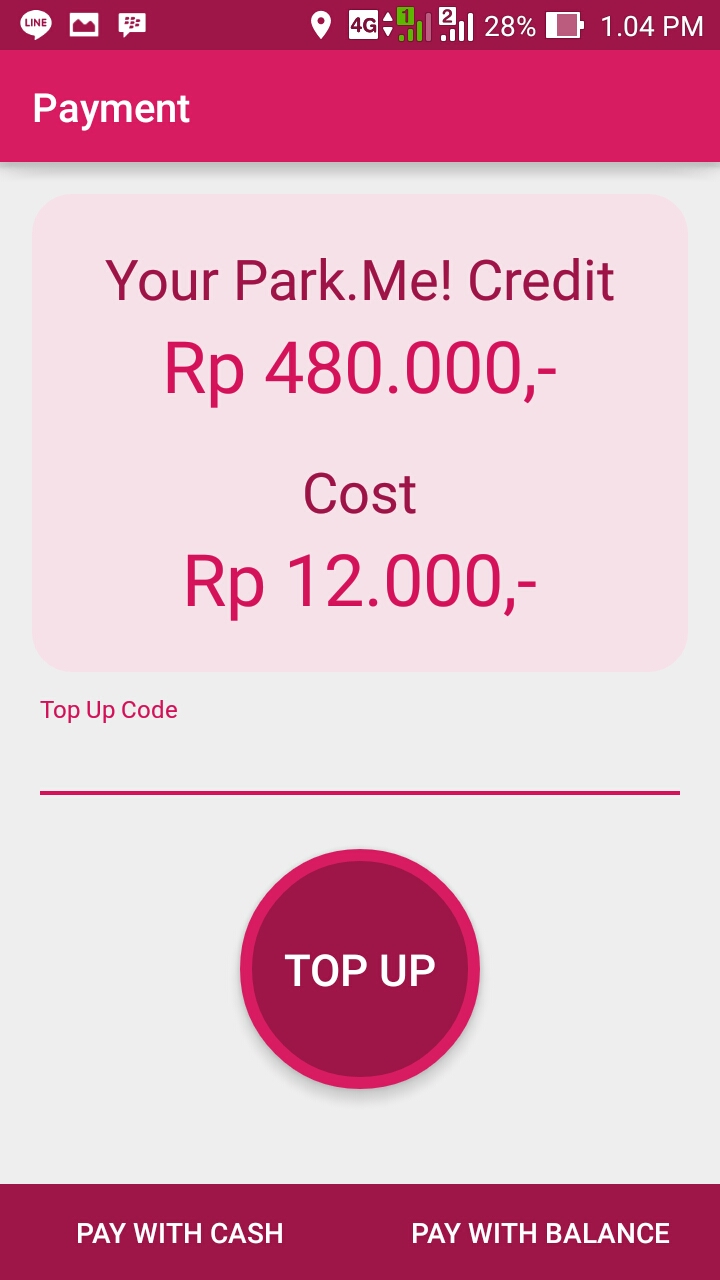 LINE 4G 1 2 28% 1.04 PM
Payment
Your Park.Me! Credit
Rp 480.000,-
Cost
Rp 12.000,-
Top Up Code
TOP UP
PAY WITH CASH PAY WITH BALANCE